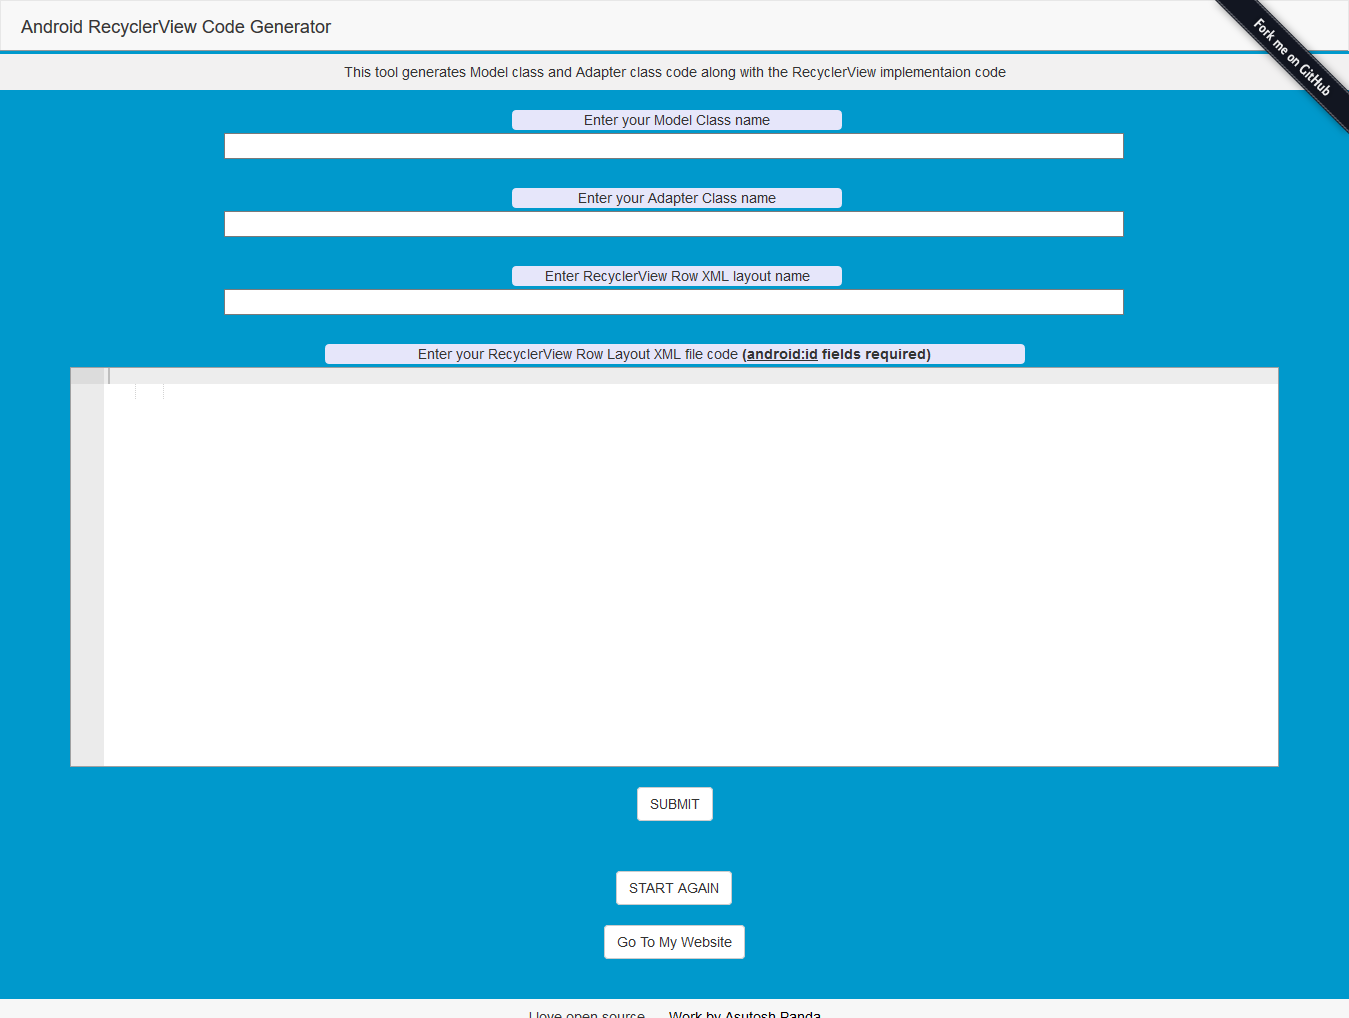 Android RecyclerView Code Generator
Fork me on GitHub
This tool generates Model class and Adapter class code along with the RecyclerView implementaion code
Enter your Model Class name
Enter your Adapter Class name
Enter RecyclerView Row XML layout name
Enter your RecyclerView Row Layout XML file code (android:id fields required)
SUBMIT
START AGAIN
Go To My Website
I love open source Work by Asutosh Panda